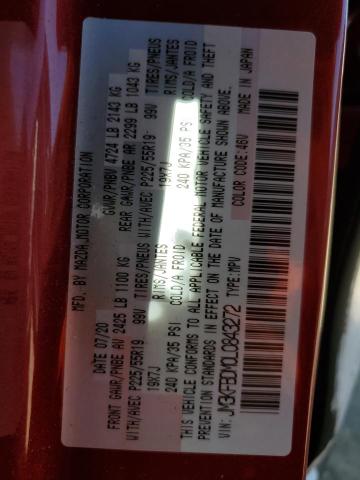 MFD. BY MAZDA MOTOR CORPORATION
DATE: 07/20 GVWR/PNBV 4724 LB 2143 KG
FRONT GAWR/PNBE AV 2425 LB 1100 KG REAR GAWR/PNBE RR 2299 LB 1043 KG
WITH/AVEC P225/55R19 99V TIRES/PNEUS WITH/AVEC P225/55R19 99V TIRES/PNEUS
19X7J RIMS/JANTES 19X7J RIMS/JANTES
240 KPA/35 PSI COLD/A FROID 240 KPA/35 PS COLD/A FROID
THIS VEHICLE CONFORMS TO ALL APPLICABLE FEDERAL MOTOR VEHICLE SAFETY AND THEFT
STANDARDS IN EFFECT ON THE DATE OF MANUFACTURE SHOWN ABOVE.
VIN: TYPE: MPV COLOR: 46V MADE IN JAPAN